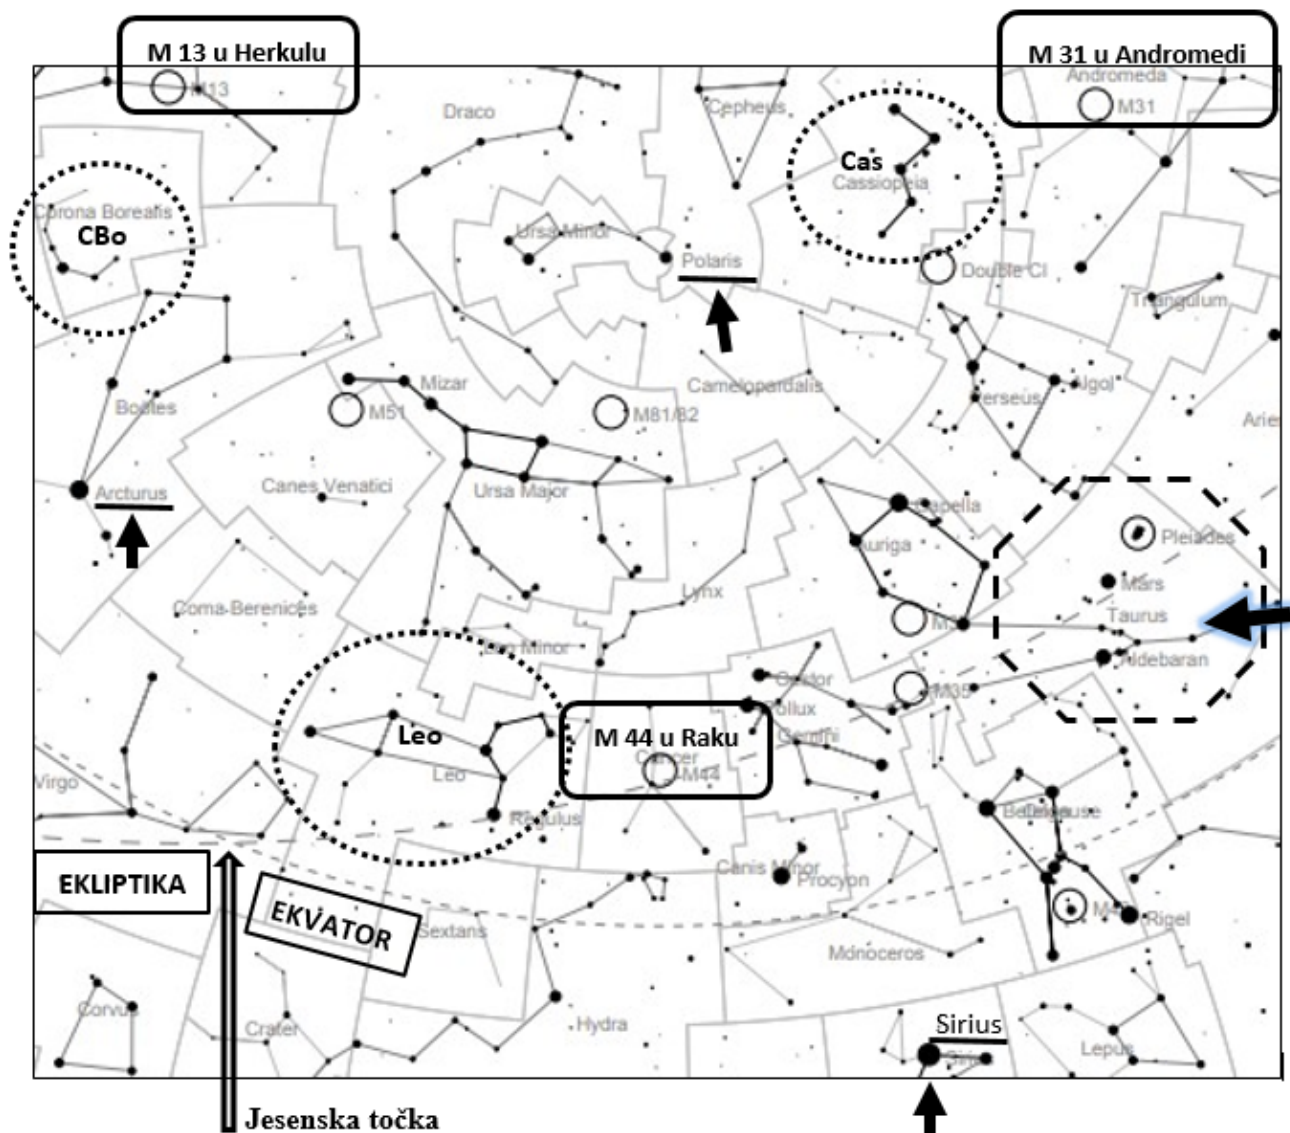 M 13 u Herkulu
M 31 u Andromedi
Andromeda
M13
M31
Draco
Cepheus
Cas
Cassiopeia
Corona Borealis
CBo
Ursa Minor
Polaris
Double Cl
Triangulum
Mizar
Camelopardalis
Algol
Perseus
Boötes
M51
M81/82
Arie
Arcturus
Canes Venatici
Ursa Major
Capella
Auriga
Pleiades
Mars
Coma Berenices
Lynx
Taurus
Leo Minor
Aldebaran
Castor
M35
Pollux
Leo
M 44 u Raku
Gemini
Cancer
M44
Leo
Virgo
Regulus
Betelgeuse
EKLIPTIKA
Canis Minor
Procyon
EKVATOR
Rigel
Sextans
Monoceros
Corvus
Crater
Hydra
Sirius
Lepus
Jesenska točka